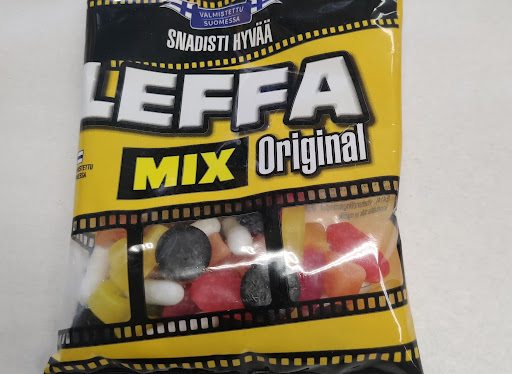 VALMISTETTU
SUOMESSA
SNADISTI HYVÄÄ
LEFFA
MIX Original